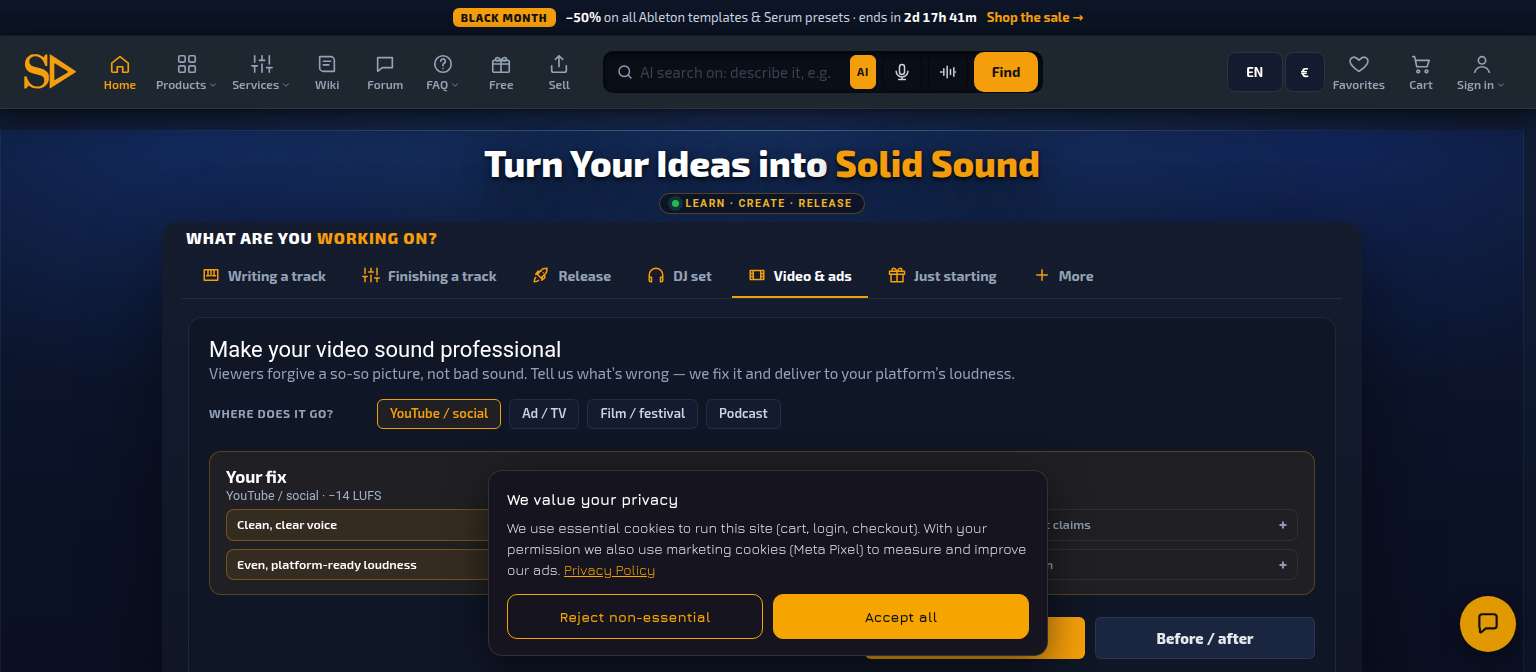 BLACK MONTH −50% on all Ableton templates & Serum presets · ends in 2d 17h 41m Shop the sale →
Home Products Services Wiki Forum FAQ Free Sell
AI search on: describe it, e.g. AI Find
EN € Favorites Cart Sign in
Turn Your Ideas into Solid Sound
LEARN · CREATE · RELEASE
WHAT ARE YOU WORKING ON?
Writing a track Finishing a track Release DJ set Video & ads Just starting More
Make your video sound professional
Viewers forgive a so-so picture, not bad sound. Tell us what's wrong — we fix it and deliver to your platform's loudness.
WHERE DOES IT GO? YouTube / social Ad / TV Film / festival Podcast
Your fix
YouTube / social · −14 LUFS
Clean, clear voice
claims +
Even, platform-ready loudness
+
We value your privacy
We use essential cookies to run this site (cart, login, checkout). With your
permission we also use marketing cookies (Meta Pixel) to measure and improve
our ads. Privacy Policy
Reject non-essential Accept all
Before / after